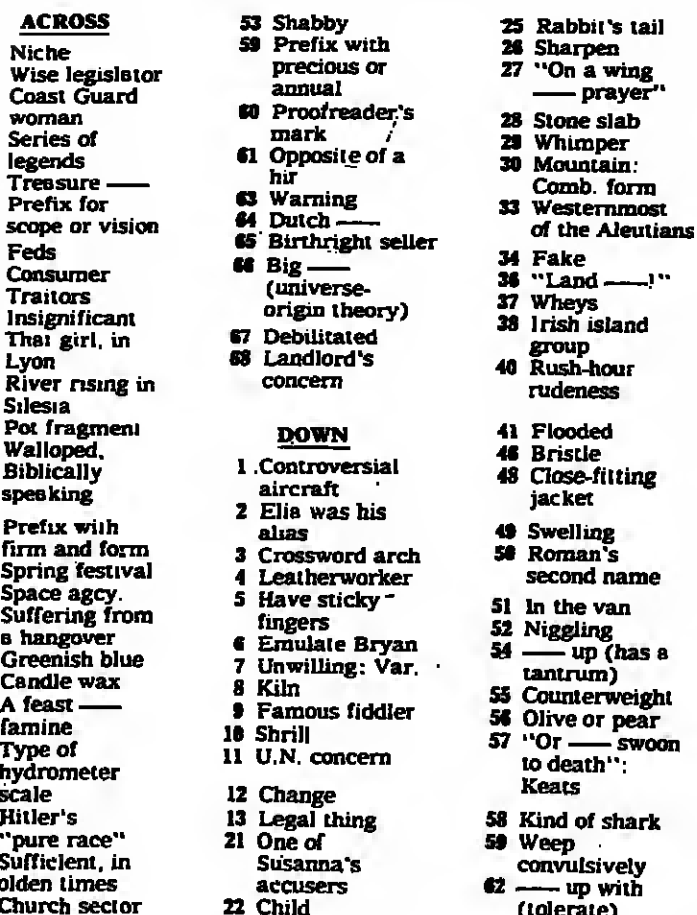 ACROSS
Niche
Wise legislator
Coast Guard
woman
Series of
legends
Treasure —
Prefix for
scope or vision
Feds
Consumer
Traitors
Insignificant
That girl, in
Lyon
River rising in
Silesia
Pot fragment
Walloped,
Biblically
speaking
Prefix with
firm and form
Spring festival
Space agcy.
Suffering from
a hangover
Greenish blue
Candle wax
A feast —
famine
Type of
hydrometer
scale
Hitler's
"pure race"
Sufficient, in
olden times
Church sector
53 Shabby
59 Prefix with
precious or
annual
60 Proofreader's
mark
61 Opposite of a
hit
63 Warning
64 Dutch —
65 Birthright seller
66 Big —
(universe-
origin theory)
67 Debilitated
68 Landlord's
concern
DOWN
1 Controversial
aircraft
2 Elia was his
alias
3 Crossword arch
4 Leatherworker
5 Have sticky
fingers
6 Emulate Bryan
7 Unwilling: Var.
8 Kiln
9 Famous fiddler
10 Shrill
11 U.N. concern
12 Change
13 Legal thing
21 One of
Susanna's
accusers
22 Child
25 Rabbit's tail
26 Sharpen
27 "On a wing
— prayer"
28 Stone slab
29 Whimper
30 Mountain:
Comb. form
33 Westernmost
of the Aleutians
34 Fake
36 "Land —!"
37 Wheys
38 Irish island
group
40 Rush-hour
rudeness
41 Flooded
46 Bristle
48 Close-fitting
jacket
49 Swelling
50 Roman's
second name
51 In the van
52 Niggling
54 — up (has a
tantrum)
55 Counterweight
56 Olive or pear
57 "Or — swoon
to death":
Keats
58 Kind of shark
59 Weep
convulsively
62 — up with
(tolerate)